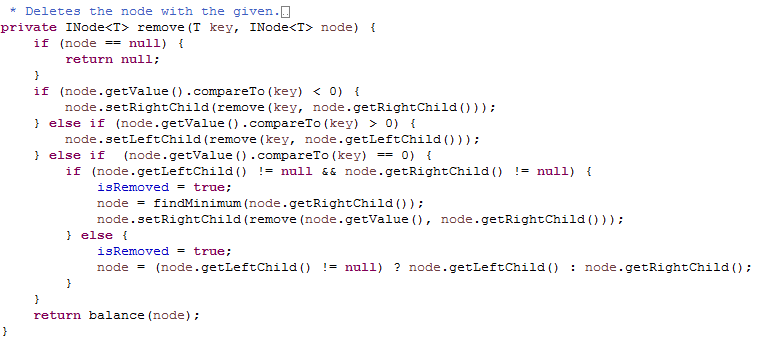 * Deletes the node with the given.
private INode<T> remove(T key, INode<T> node) {
    if (node == null) {
        return null;
    }
    if (node.getValue().compareTo(key) < 0) {
        node.setRightChild(remove(key, node.getRightChild()));
    } else if (node.getValue().compareTo(key) > 0) {
        node.setLeftChild(remove(key, node.getLeftChild()));
    } else if  (node.getValue().compareTo(key) == 0) {
        if (node.getLeftChild() != null && node.getRightChild() != null) {
            isRemoved = true;
            node = findMinimum(node.getRightChild());
            node.setRightChild(remove(node.getValue(), node.getRightChild()));
        } else {
            isRemoved = true;
            node = (node.getLeftChild() != null) ? node.getLeftChild() : node.getRightChild();
        }
    }
    return balance(node);
}